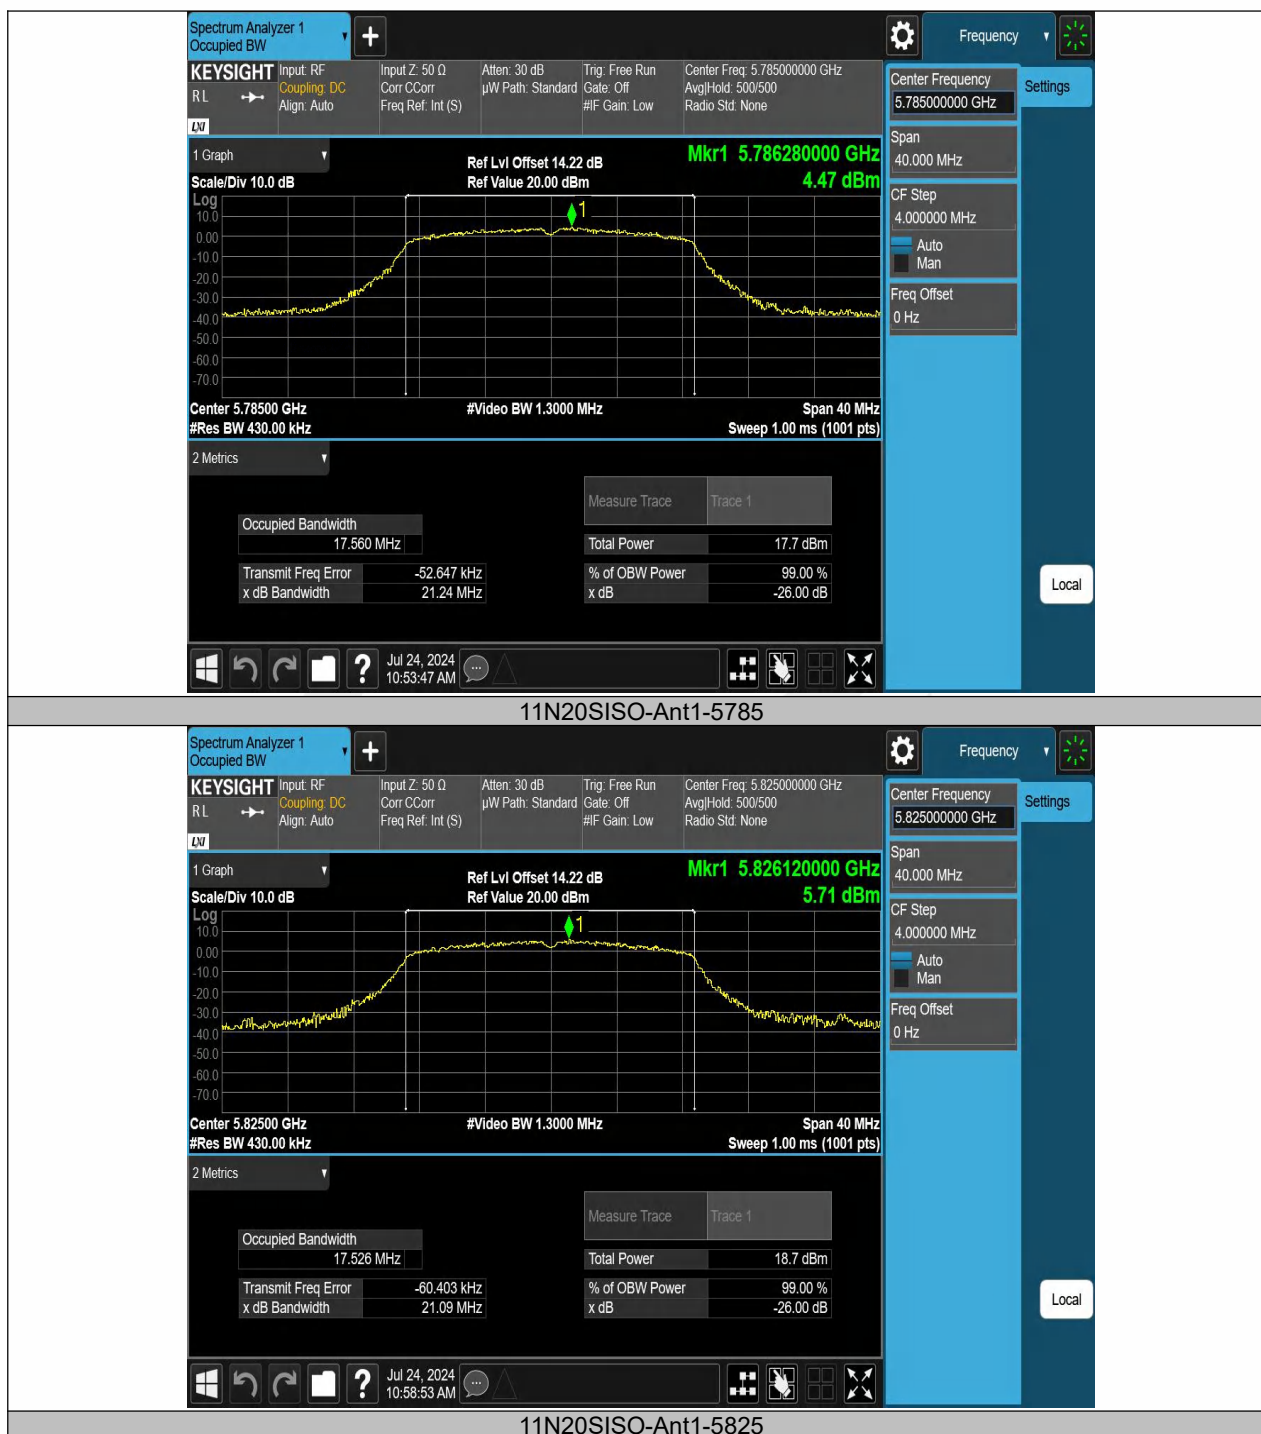 Spectrum Analyzer 1
Occupied BW
+
Frequency
KEYSIGHT
R L
LXI
Input: RF
Coupling: DC
Align: Auto
Input Z: 50 Ω
Corr CCorr
Freq Ref: Int (S)
Atten: 30 dB
µW Path: Standard
Trig: Free Run
Gate: Off
#IF Gain: Low
Center Freq: 5.785000000 GHz
Avg|Hold: 500/500
Radio Std: None
Center Frequency
5.785000000 GHz
Settings
Span
40.000 MHz
CF Step
4.000000 MHz
Auto
Man
Freq Offset
0 Hz
Local
1 Graph
Scale/Div 10.0 dB
Ref Lvl Offset 14.22 dB
Ref Value 20.00 dBm
Mkr1 5.786280000 GHz
4.47 dBm
Log
10.0
0.00
-10.0
-20.0
-30.0
-40.0
-50.0
-60.0
-70.0
1
Center 5.78500 GHz
#Video BW 1.3000 MHz
Span 40 MHz
#Res BW 430.00 kHz
Sweep 1.00 ms (1001 pts)
2 Metrics
Measure Trace Trace 1
Occupied Bandwidth
17.560 MHz
Total Power 17.7 dBm
Transmit Freq Error -52.647 kHz
% of OBW Power 99.00 %
x dB Bandwidth 21.24 MHz
x dB -26.00 dB
?
Jul 24, 2024
10:53:47 AM
11N20SISO-Ant1-5785
Spectrum Analyzer 1
Occupied BW
+
Frequency
KEYSIGHT
R L
LXI
Input: RF
Coupling: DC
Align: Auto
Input Z: 50 Ω
Corr CCorr
Freq Ref: Int (S)
Atten: 30 dB
µW Path: Standard
Trig: Free Run
Gate: Off
#IF Gain: Low
Center Freq: 5.825000000 GHz
Avg|Hold: 500/500
Radio Std: None
Center Frequency
5.825000000 GHz
Settings
Span
40.000 MHz
CF Step
4.000000 MHz
Auto
Man
Freq Offset
0 Hz
Local
1 Graph
Scale/Div 10.0 dB
Ref Lvl Offset 14.22 dB
Ref Value 20.00 dBm
Mkr1 5.826120000 GHz
5.71 dBm
Log
10.0
0.00
-10.0
-20.0
-30.0
-40.0
-50.0
-60.0
-70.0
1
Center 5.82500 GHz
#Video BW 1.3000 MHz
Span 40 MHz
#Res BW 430.00 kHz
Sweep 1.00 ms (1001 pts)
2 Metrics
Measure Trace Trace 1
Occupied Bandwidth
17.526 MHz
Total Power 18.7 dBm
Transmit Freq Error -60.403 kHz
% of OBW Power 99.00 %
x dB Bandwidth 21.09 MHz
x dB -26.00 dB
?
Jul 24, 2024
10:58:53 AM
11N20SISO-Ant1-5825